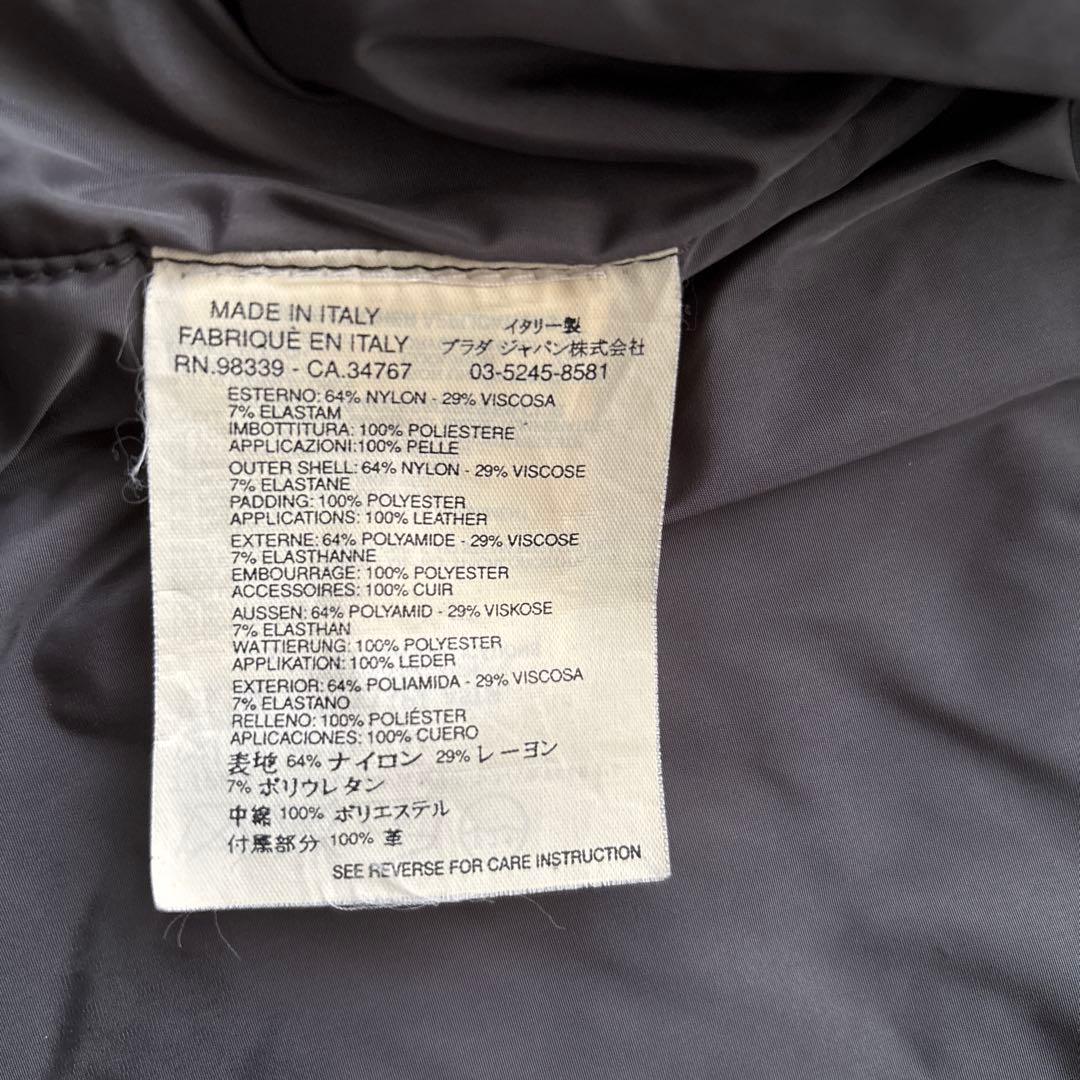 MADE IN ITALY
FABRIQUÈ EN ITALY
RN.98339 - CA.34767
イタリー製
プラダ ジャパン株式会社
03-5245-8581
ESTERNO: 64% NYLON - 29% VISCOSA
7% ELASTAM
IMBOTTITURA: 100% POLIESTERE
APPLICAZIONI:100% PELLE
OUTER SHELL: 64% NYLON - 29% VISCOSE
7% ELASTANE
PADDING: 100% POLYESTER
APPLICATIONS: 100% LEATHER
EXTERNE: 64% POLYAMIDE - 29% VISCOSE
7% ELASTHANNE
EMBOURRAGE: 100% POLYESTER
ACCESSOIRES: 100% CUIR
AUSSEN: 64% POLYAMID - 29% VISKOSE
7% ELASTHAN
WATTIERUNG: 100% POLYESTER
APPLIKATION: 100% LEDER
EXTERIOR: 64% POLIAMIDA - 29% VISCOSA
7% ELASTANO
RELLENO: 100% POLIÉSTER
APLICACIONES: 100% CUERO
表地 64% ナイロン 29% レーヨン
7% ポリウレタン
中綿 100% ポリエステル
付属部分 100% 革
SEE REVERSE FOR CARE INSTRUCTION